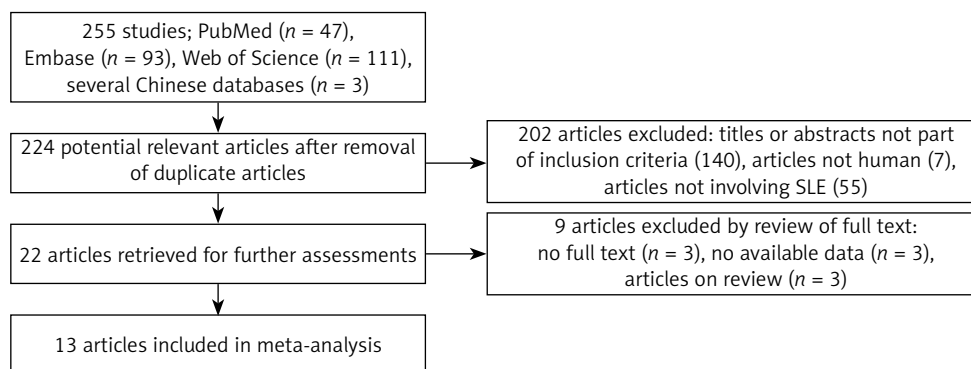 255 studies; PubMed (n = 47),
Embase (n = 93), Web of Science (n = 111),
several Chinese databases (n = 3)
224 potential relevant articles after removal
of duplicate articles
202 articles excluded: titles or abstracts not part
of inclusion criteria (140), articles not human (7),
articles not involving SLE (55)
22 articles retrieved for further assessments
9 articles excluded by review of full text:
no full text (n = 3), no available data (n = 3),
articles on review (n = 3)
13 articles included in meta-analysis